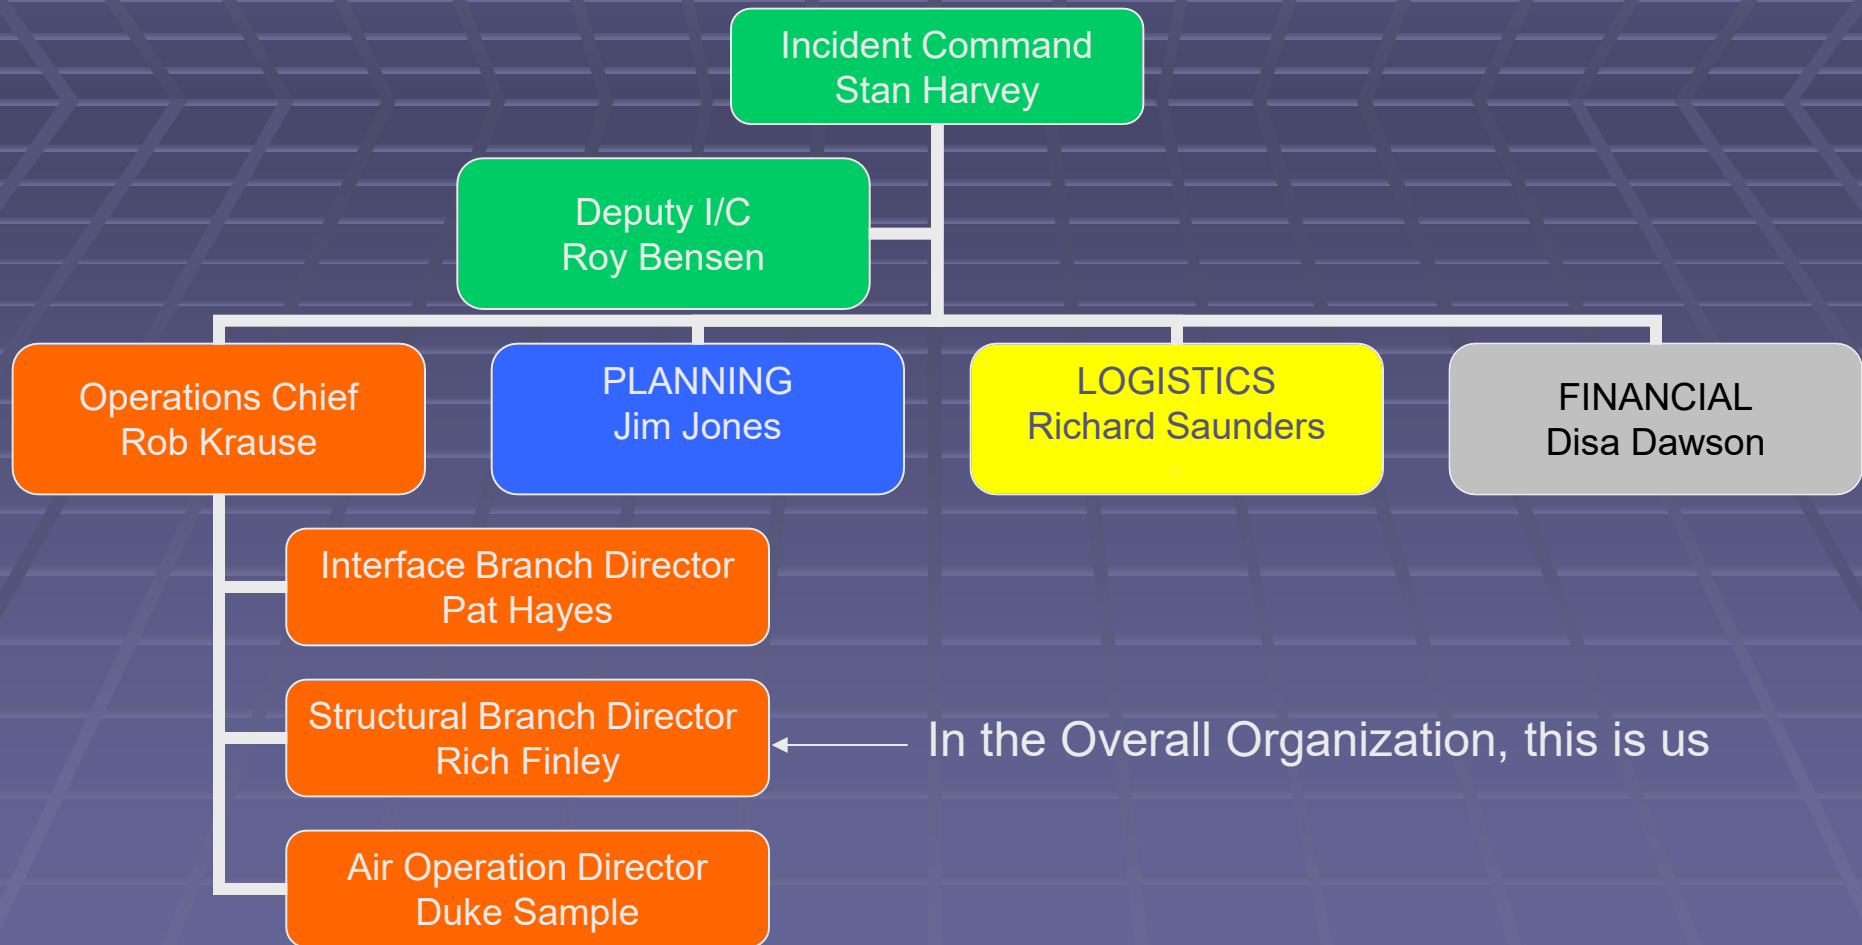 Incident Command
Stan Harvey
Deputy I/C
Roy Bensen
Operations Chief
Rob Krause
PLANNING
Jim Jones
LOGISTICS
Richard Saunders
.
FINANCIAL
Disa Dawson
Interface Branch Director
Pat Hayes
Structural Branch Director
Rich Finley
In the Overall Organization, this is us
Air Operation Director
Duke Sample